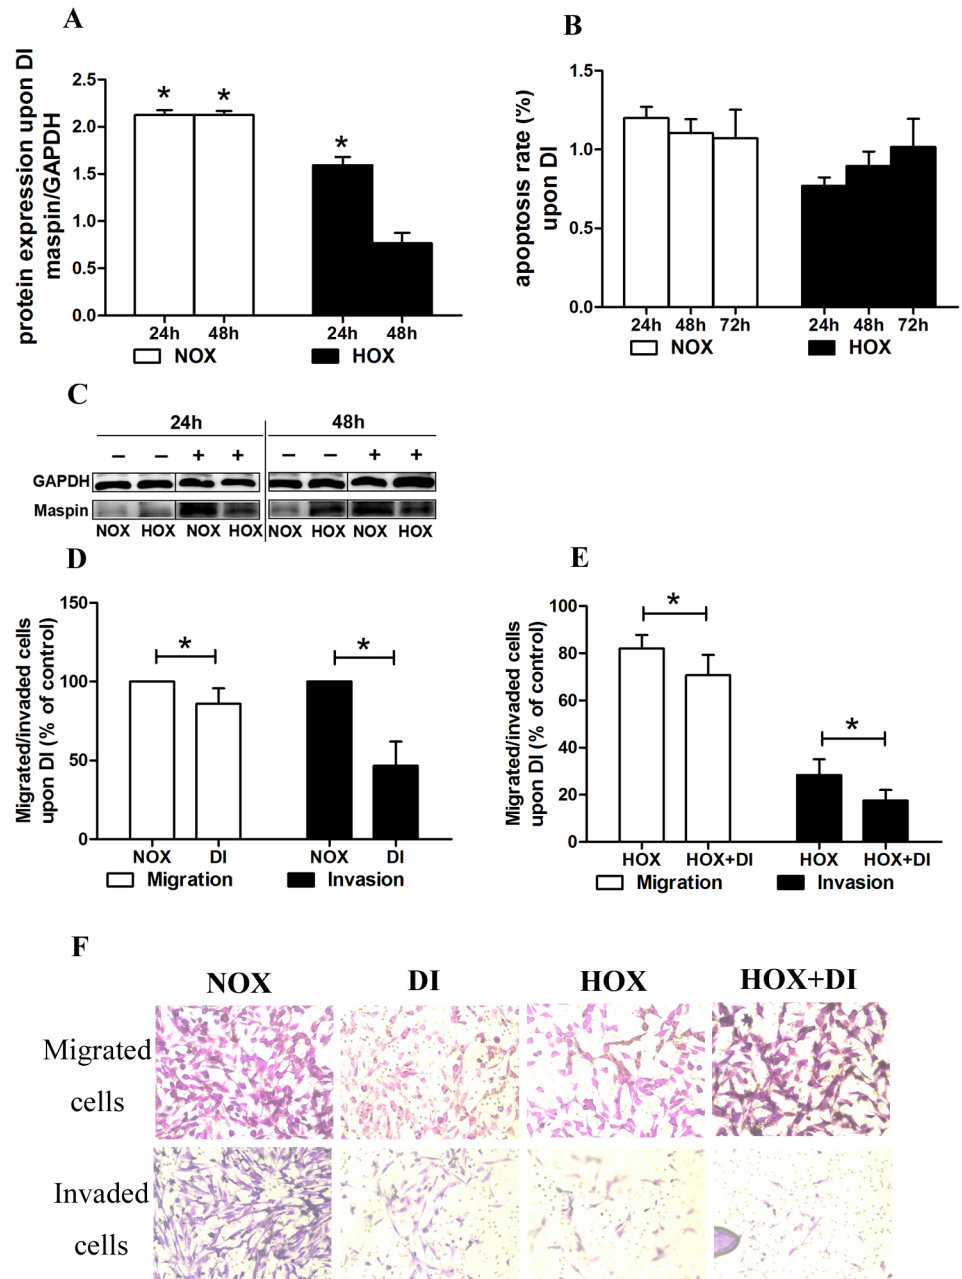 A
protein expression upon DI
maspin/GAPDH
2.5
2.0
1.5
1.0
0.5
0.0
* * *
24h 48h 24h 48h
NOX HOX
B
apoptosis rate (%)
upon DI
1.5
1.0
0.5
0.0
24h 48h 72h 24h 48h 72h
NOX HOX
C
24h 48h
– – + + – – + +
GAPDH
Maspin
NOX HOX NOX HOX NOX HOX NOX HOX
D
Migrated/invaded cells
upon DI (% of control)
150
100
50
0
* *
NOX DI NOX DI
Migration Invasion
E
Migrated/invaded cells
upon DI (% of control)
100
80
60
40
20
0
* *
HOX HOX+DI HOX HOX+DI
Migration Invasion
F
NOX DI HOX HOX+DI
Migrated
cells
Invaded
cells